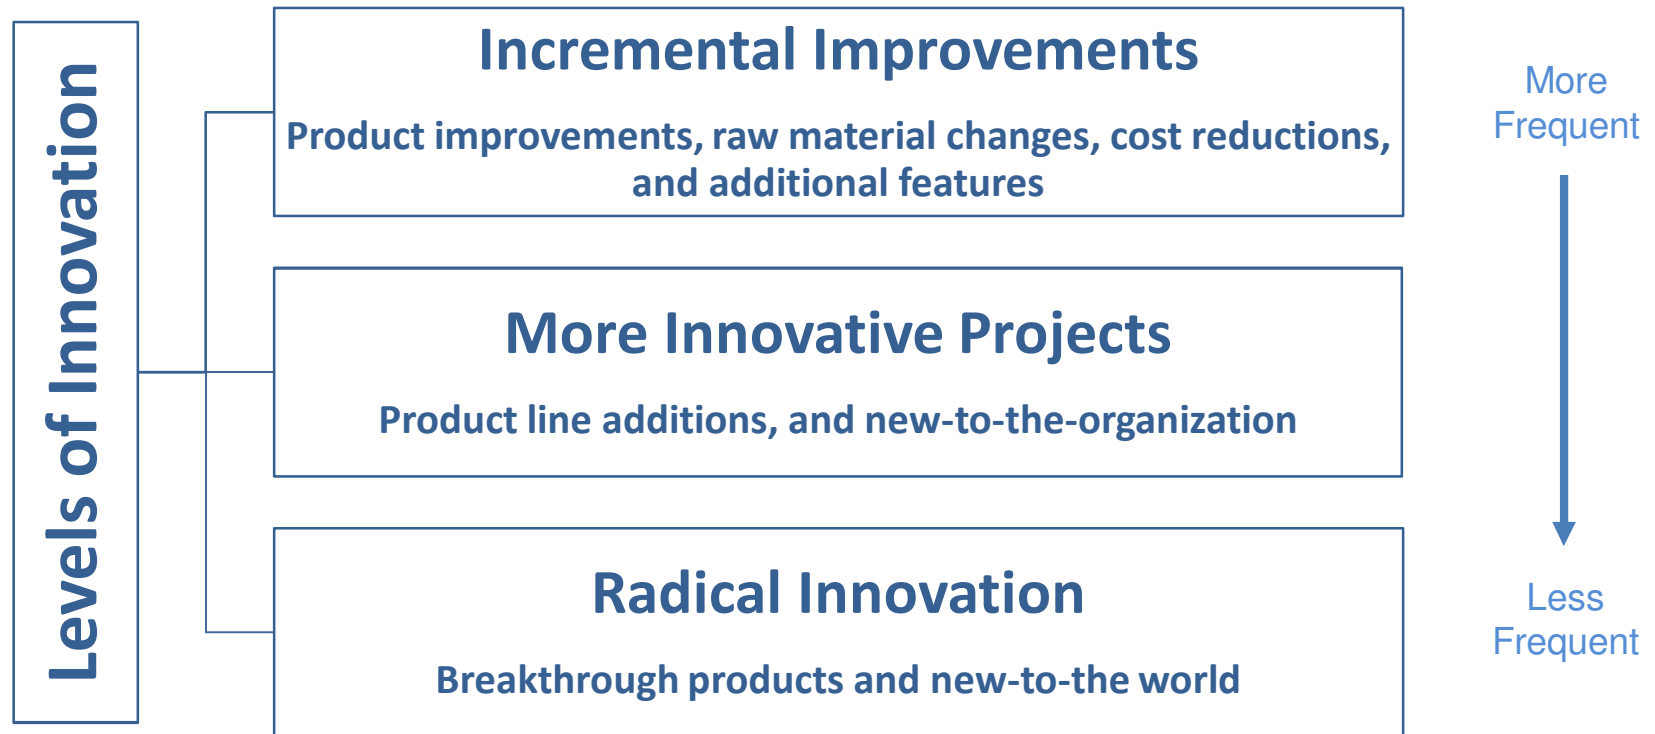 Levels of Innovation
Incremental Improvements
Product improvements, raw material changes, cost reductions,
and additional features
More Innovative Projects
Product line additions, and new-to-the-organization
Radical Innovation
Breakthrough products and new-to-the world
More
Frequent
Less
Frequent